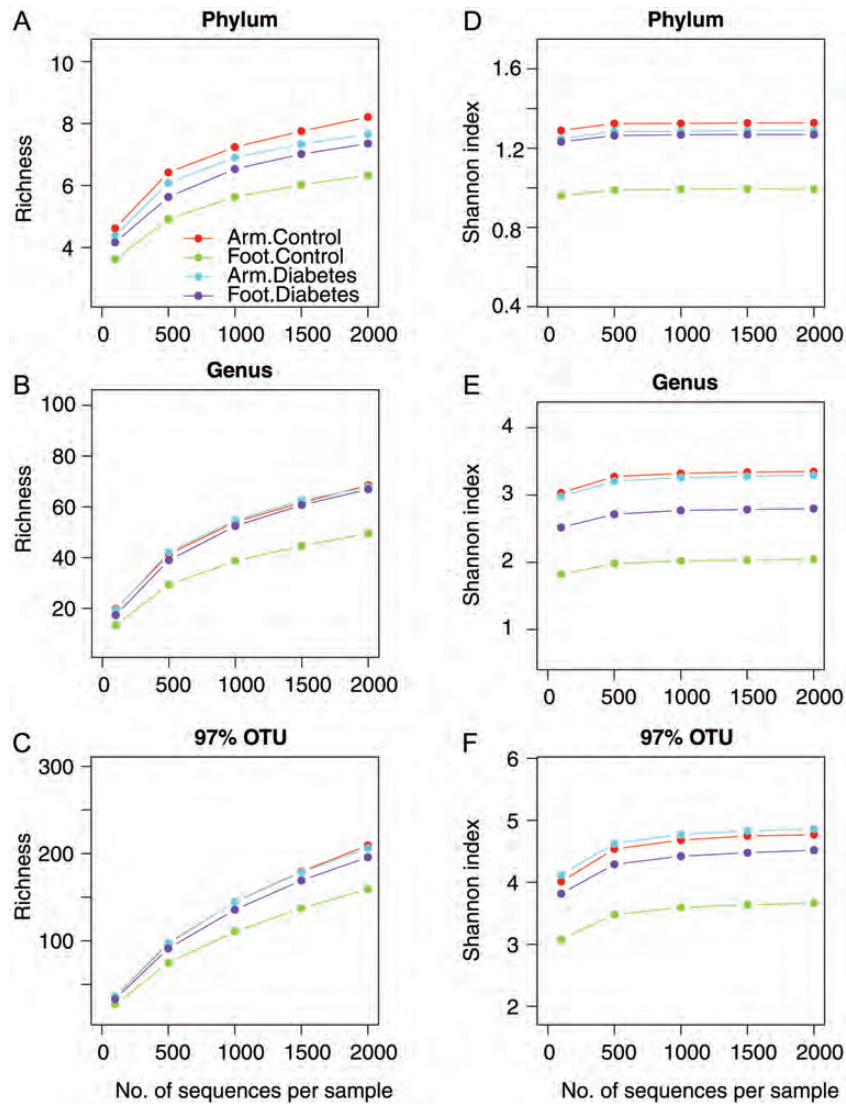 A
Phylum
Richness
10
8
6
4
Arm.Control
Foot.Control
Arm.Diabetes
Foot.Diabetes
0 500 1000 1500 2000
B
Genus
Richness
100
80
60
40
20
0 500 1000 1500 2000
C
97% OTU
Richness
300
200
100
0 500 1000 1500 2000
No. of sequences per sample
D
Phylum
Shannon index
1.6
1.2
0.8
0.4
0 500 1000 1500 2000
E
Genus
Shannon index
4
3
2
1
0 500 1000 1500 2000
F
97% OTU
Shannon index
6
5
4
3
2
0 500 1000 1500 2000
No. of sequences per sample